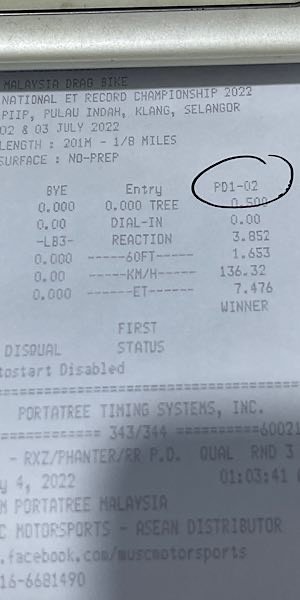 MALAYSIA DRAG BIKE
NATIONAL ET RECORD CHAMPIONSHIP 2022
PIIP, PULAU INDAH, KLANG, SELANGOR
02 & 03 JULY 2022
LENGTH : 201M - 1/8 MILES
SURFACE : NO-PREP
BYE Entry PD1-02
0.000 0.000 TREE 0.500
0.00 DIAL-IN 0.00
-LB3- REACTION 3.852
0.000 -----60FT----- 1.653
0.00 -----KM/H----- 136.32
0.000 ------ET------ 7.476
WINNER
FIRST
DISQUAL STATUS
tostart Disabled
PORTATREE TIMING SYSTEMS, INC.
============ 343/344 ==========60021
- RXZ/PHANTER/RR P.D. QUAL RND 3
y 4, 2022 01:03:41
M PORTATREE MALAYSIA
C MOTORSPORTS - ASEAN DISTRIBUTOR
.facebook.com/muscmotorsports
16-6681490